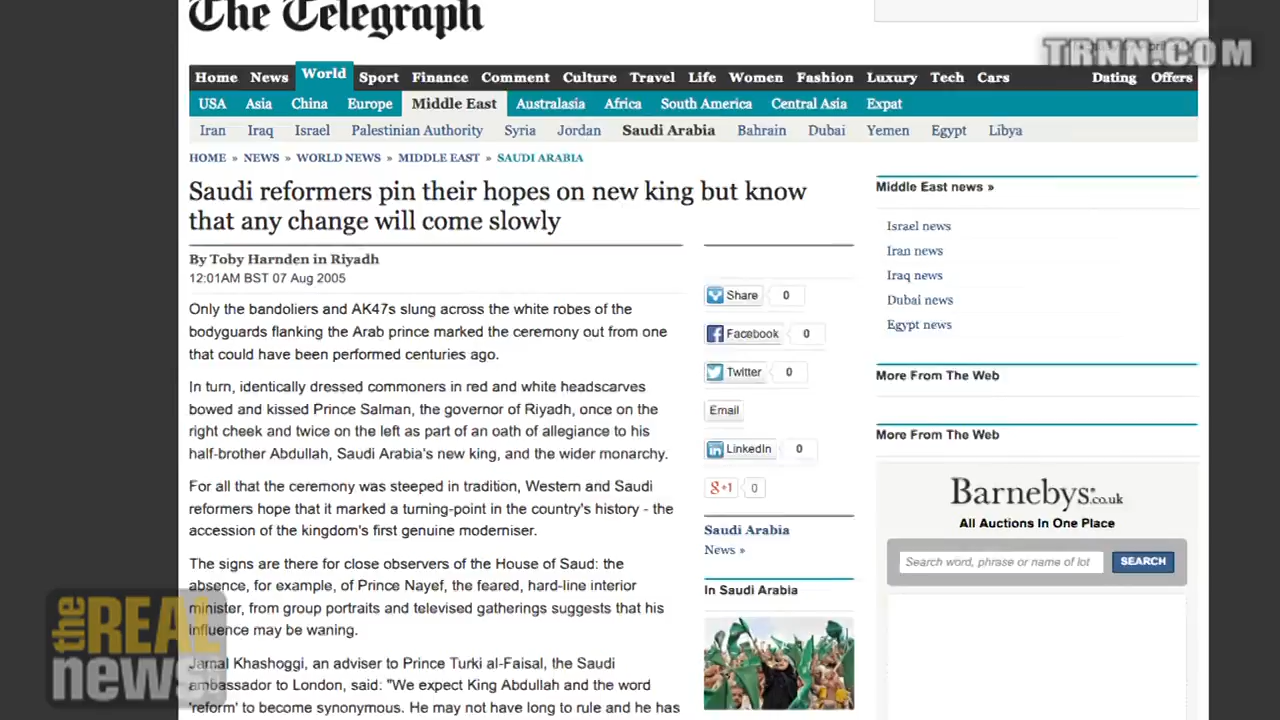 The Telegraph
TRNN.COM
Home News World Sport Finance Comment Culture Travel Life Women Fashion Luxury Tech Cars Dating Offers
USA Asia China Europe Middle East Australasia Africa South America Central Asia Expat
Iran Iraq Israel Palestinian Authority Syria Jordan Saudi Arabia Bahrain Dubai Yemen Egypt Libya
HOME » NEWS » WORLD NEWS » MIDDLE EAST » SAUDI ARABIA
Saudi reformers pin their hopes on new king but know
that any change will come slowly
By Toby Harnden in Riyadh
12:01AM BST 07 Aug 2005
Only the bandoliers and AK47s slung across the white robes of the
bodyguards flanking the Arab prince marked the ceremony out from one
that could have been performed centuries ago.
In turn, identically dressed commoners in red and white headscarves
bowed and kissed Prince Salman, the governor of Riyadh, once on the
right cheek and twice on the left as part of an oath of allegiance to his
half-brother Abdullah, Saudi Arabia's new king, and the wider monarchy.
For all that the ceremony was steeped in tradition, Western and Saudi
reformers hope that it marked a turning-point in the country's history - the
accession of the kingdom's first genuine moderniser.
The signs are there for close observers of the House of Saud: the
absence, for example, of Prince Nayef, the feared, hard-line interior
minister, from group portraits and televised gatherings suggests that his
influence may be waning.
Jamal Khashoggi, an adviser to Prince Turki al-Faisal, the Saudi
ambassador to London, said: "We expect King Abdullah and the word
'reform' to become synonymous. He may not have long to rule and he has
Share 0
Facebook 0
Twitter 0
Email
LinkedIn 0
g+1 0
Saudi Arabia
News »
In Saudi Arabia
Middle East news »
Israel news
Iran news
Iraq news
Dubai news
Egypt news
More From The Web
More From The Web
Barnebys.co.uk
All Auctions In One Place
Search word, phrase or name of lot SEARCH
the REAL
news